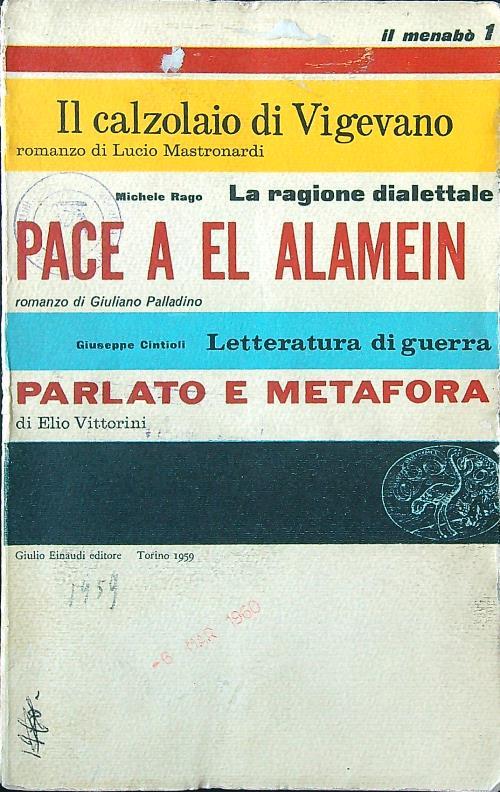 il menabò 1
Il calzolaio di Vigevano
romanzo di Lucio Mastronardi
Michele Rago La ragione dialettale
PACE A EL ALAMEIN
romanzo di Giuliano Palladino
Giuseppe Cintioli Letteratura di guerra
PARLATO E METAFORA
di Elio Vittorini
Giulio Einaudi editore Torino 1959
1959
-6 MAR 1960